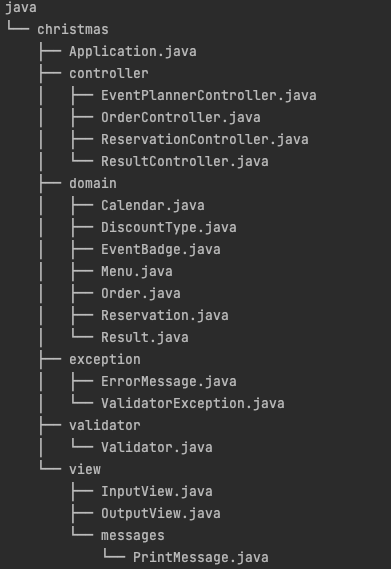 java
└── christmas
    ├── Application.java
    ├── controller
    │   ├── EventPlannerController.java
    │   ├── OrderController.java
    │   ├── ReservationController.java
    │   └── ResultController.java
    ├── domain
    │   ├── Calendar.java
    │   ├── DiscountType.java
    │   ├── EventBadge.java
    │   ├── Menu.java
    │   ├── Order.java
    │   ├── Reservation.java
    │   └── Result.java
    ├── exception
    │   ├── ErrorMessage.java
    │   └── ValidatorException.java
    ├── validator
    │   └── Validator.java
    └── view
        ├── InputView.java
        ├── OutputView.java
        └── messages
            └── PrintMessage.java